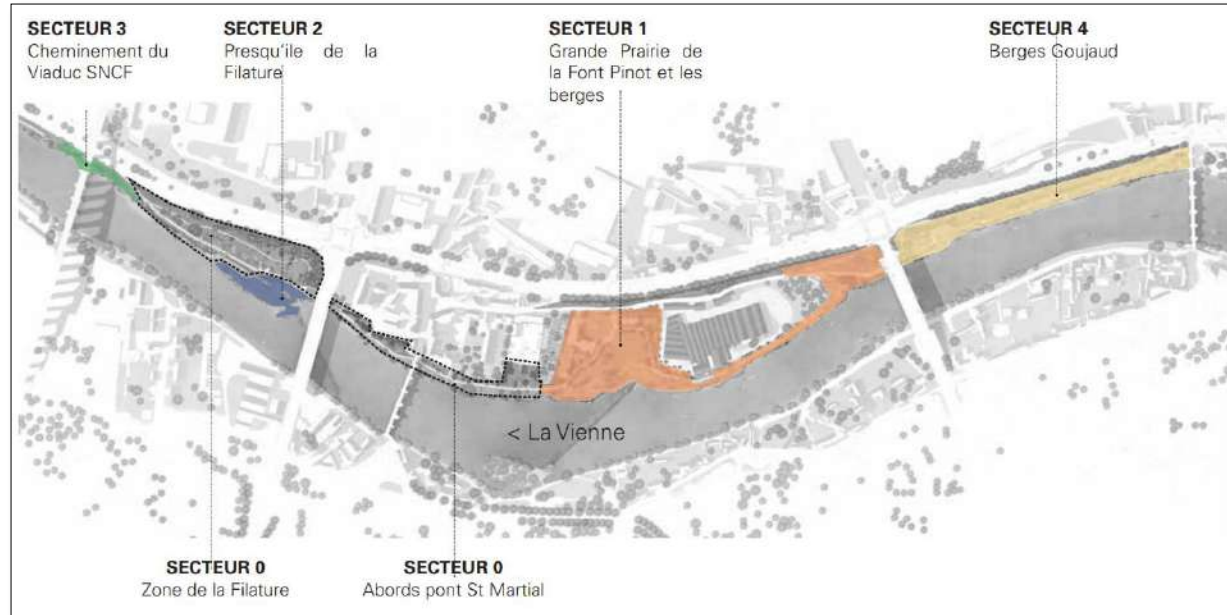 SECTEUR 3
Cheminement du
Viaduc SNCF
SECTEUR 2
Presqu'ile de la
Filature
SECTEUR 1
Grande Prairie de
la Font Pinot et les
berges
SECTEUR 4
Berges Goujaud
< La Vienne
SECTEUR 0
Zone de la Filature
SECTEUR 0
Abords pont St Martial